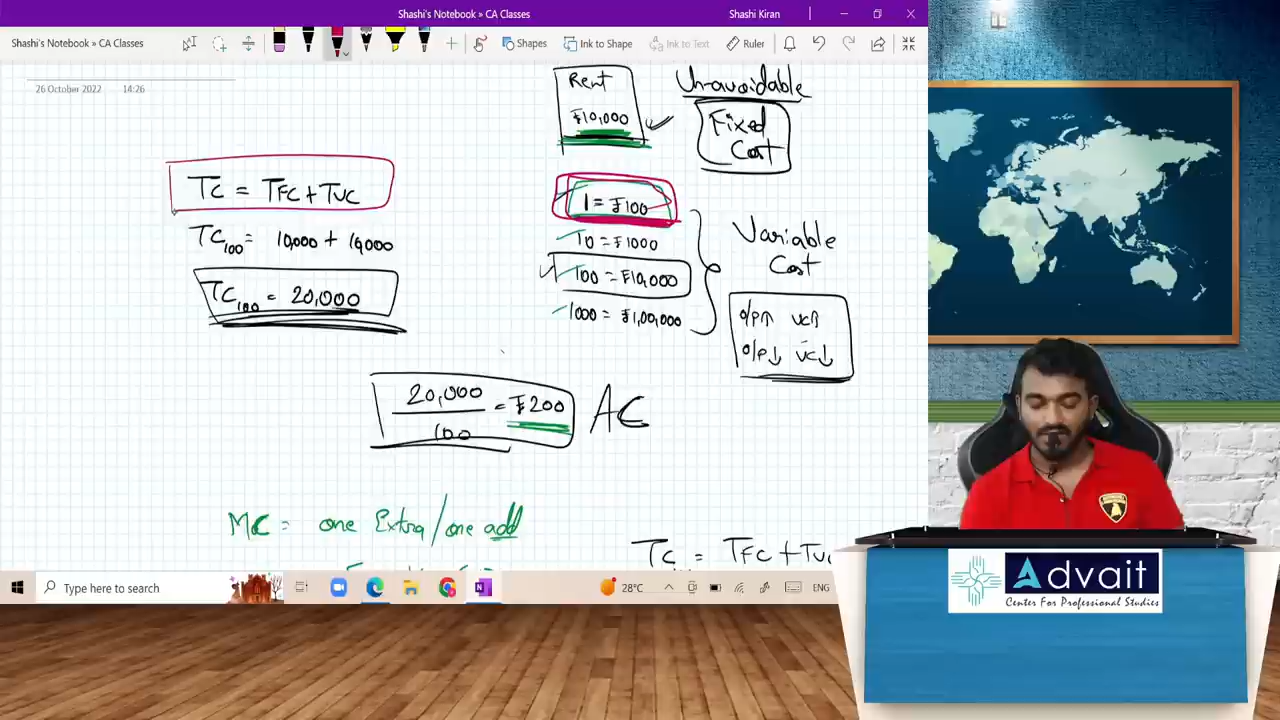 Shashi's Notebook » CA Classes
Shashi Kiran
Shashi's Notebook » CA Classes
Shapes
Ink to Shape
Ink to Text
Ruler
26 October 2022
14:26
Rent
₹10,000
Unavoidable
Fixed
Cost
TC = TFC + TVC
TC100 = 10,000 + 10,000
TC100 = 20,000
1 = ₹100
10 = ₹1000
100 = ₹10,000
1000 = ₹1,00,000
Variable
Cost
o/p↑ VC↑
o/p↓ VC↓
20,000
100
= ₹200
AC
MC = one Extra/one add
TC = TFC + TVC
Type here to search
28°C
ENG
Advait
Center For Professional Studies